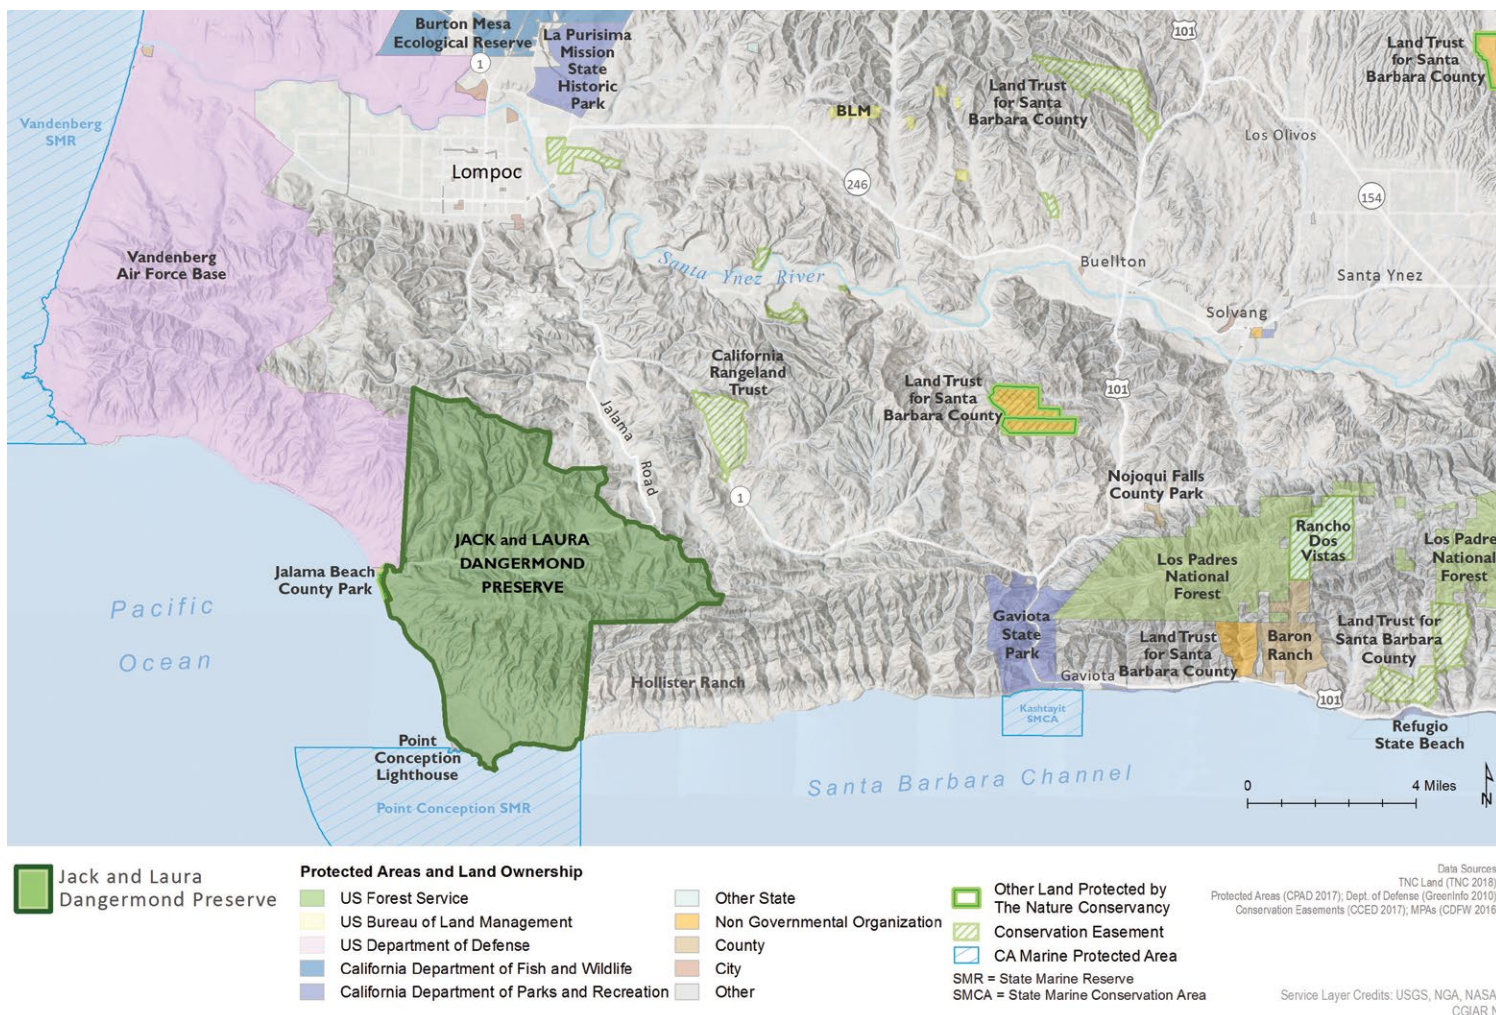 Burton Mesa
Ecological Reserve
La Purisima
Mission
State
Historic
Park
101
Land Trust
for Santa
Barbara County
Land Trust
for Santa
Barbara County
1
BLM
Vandenberg
SMR
Los Olivos
Lompoc
246
154
Vandenberg
Air Force Base
Santa Ynez River
Buellton
Santa Ynez
Solvang
California
Rangeland
Trust
Land Trust
for Santa
Barbara County
101
Jalama
Road
1
Nojoqui Falls
County Park
JACK and LAURA
DANGERMOND
PRESERVE
Rancho
Dos
Vistas
Los Padres
National
Forest
Los Padre
National
Forest
Jalama Beach
County Park
Pacific
Ocean
Gaviota
State
Park
Land Trust
for Santa
Barbara County
Baron
Ranch
Land Trust for
Santa Barbara
County
Hollister Ranch
Gaviota
101
Kashtayit
SMCA
Refugio
State Beach
Point
Conception
Lighthouse
Santa Barbara Channel
Point Conception SMR
0 4 Miles
N
Jack and Laura
Dangermond Preserve
Protected Areas and Land Ownership
US Forest Service
US Bureau of Land Management
US Department of Defense
California Department of Fish and Wildlife
California Department of Parks and Recreation
Other State
Non Governmental Organization
County
City
Other
Other Land Protected by
The Nature Conservancy
Conservation Easement
CA Marine Protected Area
SMR = State Marine Reserve
SMCA = State Marine Conservation Area
Data Sources
TNC Land (TNC 2018)
Protected Areas (CPAD 2017); Dept. of Defense (GreenInfo 2010)
Conservation Easements (CCED 2017); MPAs (CDFW 2016
Service Layer Credits: USGS, NGA, NASA
CGIAR